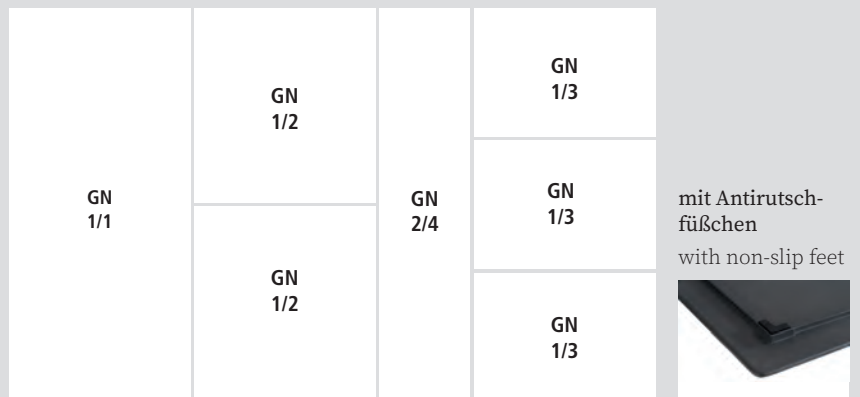 GN
1/1
GN
1/2
GN
1/2
GN
2/4
GN
1/3
GN
1/3
GN
1/3
mit Antirutsch-
füßchen
with non-slip feet